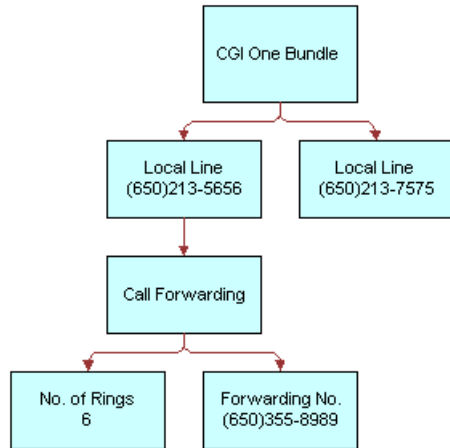 CGI One Bundle
Local Line
(650)213-5656
Local Line
(650)213-7575
Call Forwarding
No. of Rings
6
Forwarding No.
(650)355-8989